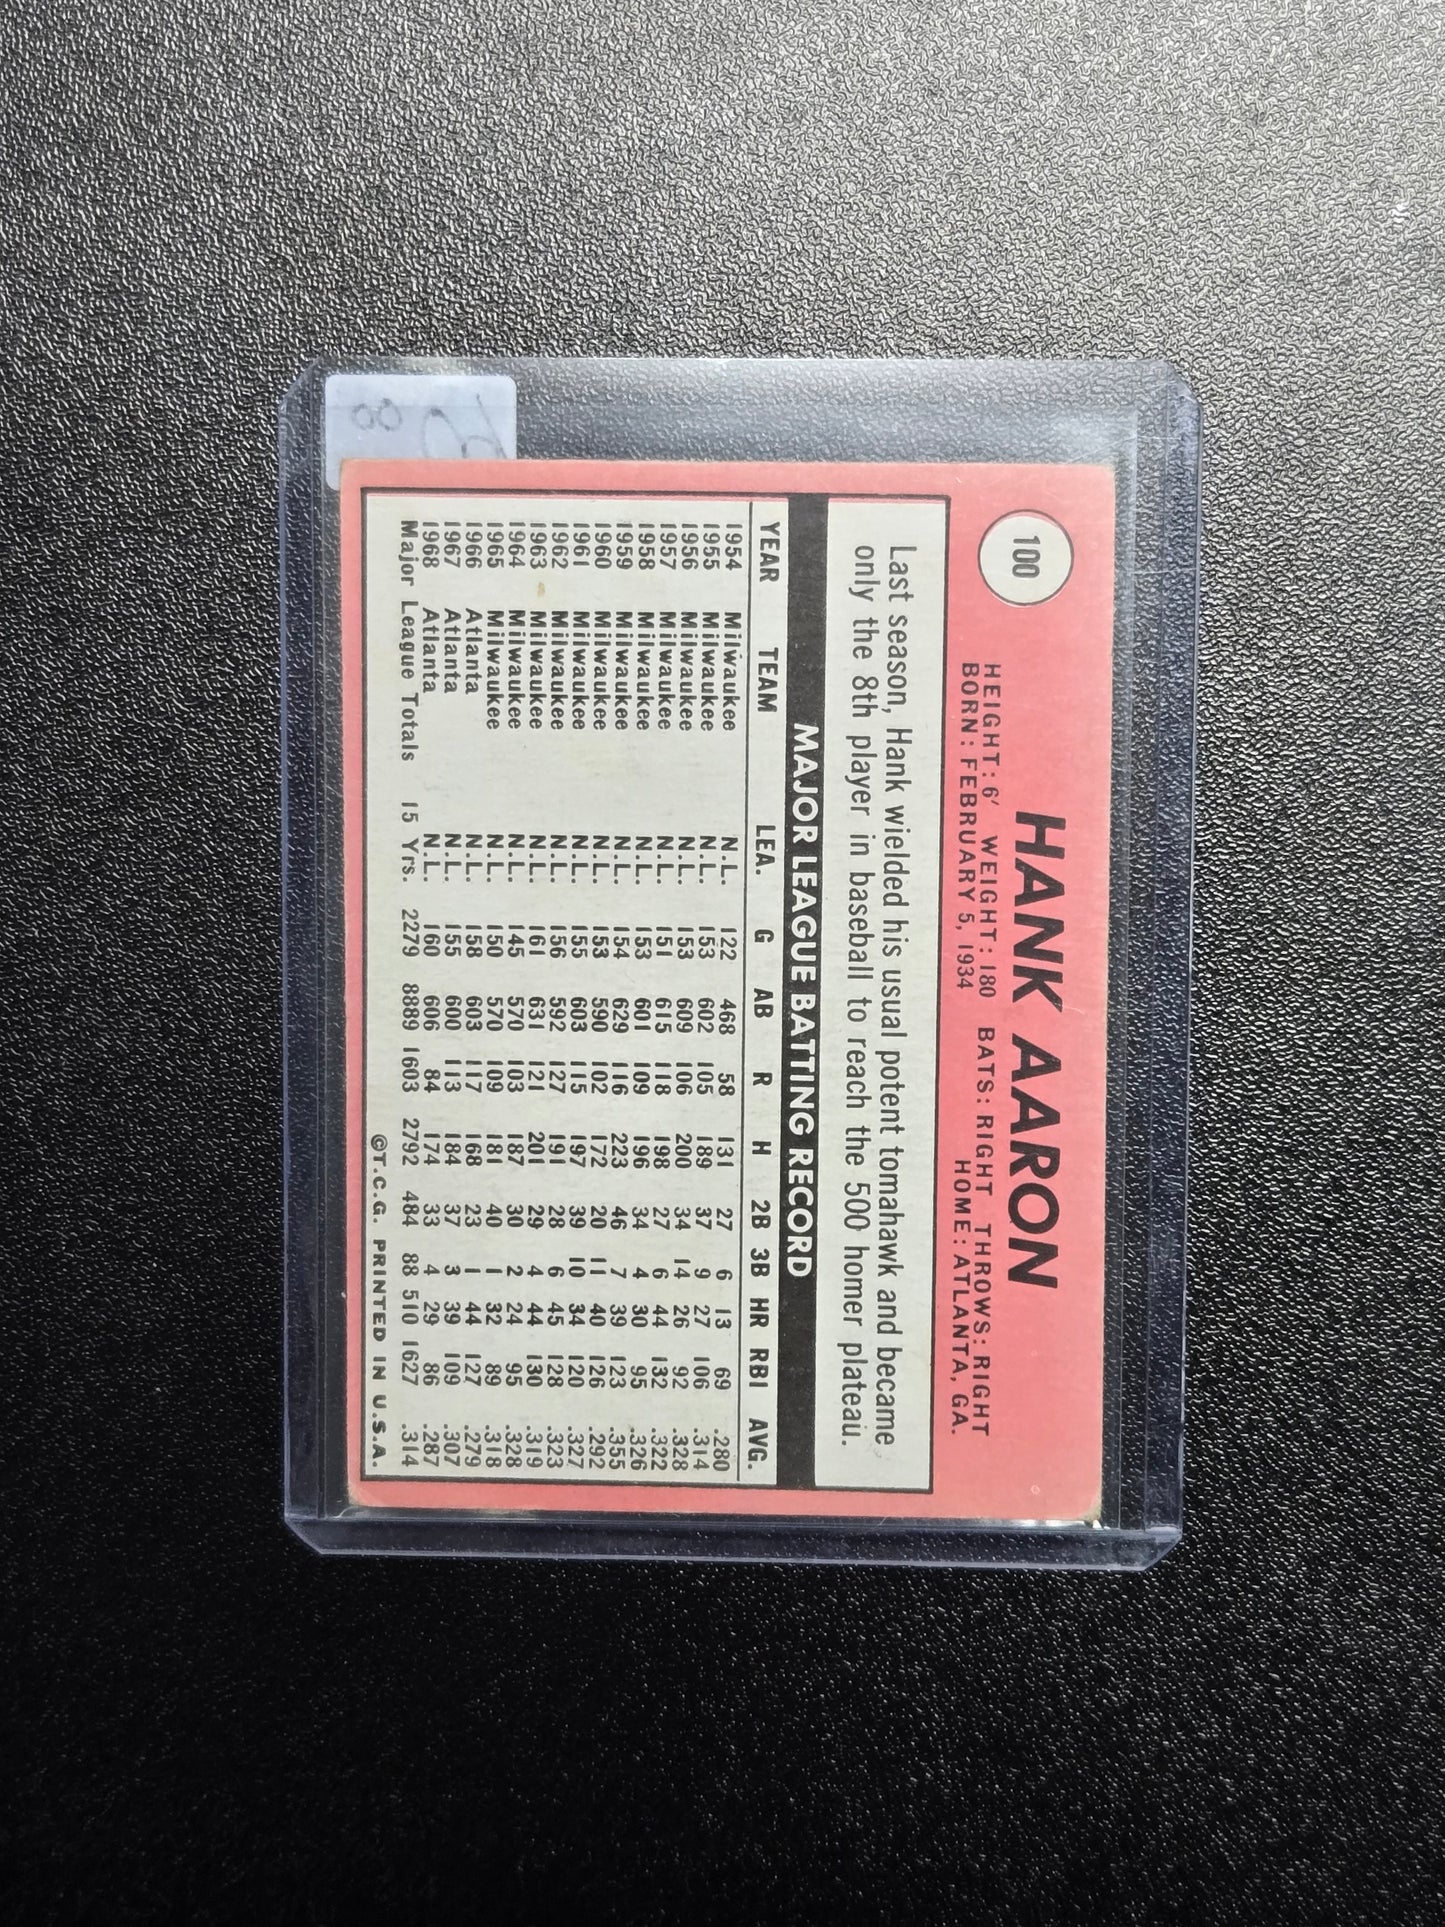 100
HANK AARON
HEIGHT: 6' WEIGHT: 180 BATS: RIGHT THROWS: RIGHT
BORN: FEBRUARY 5, 1934 HOME: ATLANTA, GA.
Last season, Hank wielded his usual potent tomahawk and became
only the 8th player in baseball to reach the 500 homer plateau.
MAJOR LEAGUE BATTING RECORD
YEAR TEAM LEA. G AB R H 2B 3B HR RBI AVG.
1954 Milwaukee N.L. 122 468 58 131 27 6 13 69 .280
1955 Milwaukee N.L. 153 602 105 189 37 9 27 106 .314
1956 Milwaukee N.L. 153 609 106 200 34 14 26 92 .328
1957 Milwaukee N.L. 151 615 118 198 27 6 44 132 .322
1958 Milwaukee N.L. 153 601 109 196 34 4 30 95 .326
1959 Milwaukee N.L. 154 629 116 223 46 7 39 123 .355
1960 Milwaukee N.L. 153 590 102 172 20 11 40 126 .292
1961 Milwaukee N.L. 155 603 115 197 39 10 34 120 .327
1962 Milwaukee N.L. 156 592 127 191 28 6 45 128 .323
1963 Milwaukee N.L. 161 631 121 201 29 4 44 130 .319
1964 Milwaukee N.L. 145 570 103 187 30 2 24 95 .328
1965 Milwaukee N.L. 150 570 109 181 40 1 32 89 .318
1966 Atlanta N.L. 158 603 117 168 23 1 44 127 .279
1967 Atlanta N.L. 155 600 113 184 37 3 39 109 .307
1968 Atlanta N.L. 160 606 84 174 33 4 29 86 .287
Major League Totals 15 Yrs. 2279 8889 1603 2792 484 88 510 1627 .314
©T.C.G. PRINTED IN U.S.A.
8